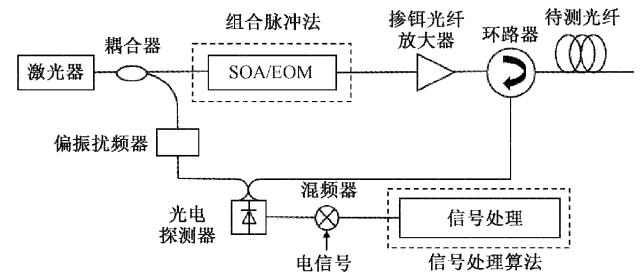 组合脉冲法
掺铒光纤
放大器
环路器
待测光纤
耦合器
激光器
SOA/EOM
偏振扰频器
混频器
光电
探测器
信号处理
电信号
信号处理算法